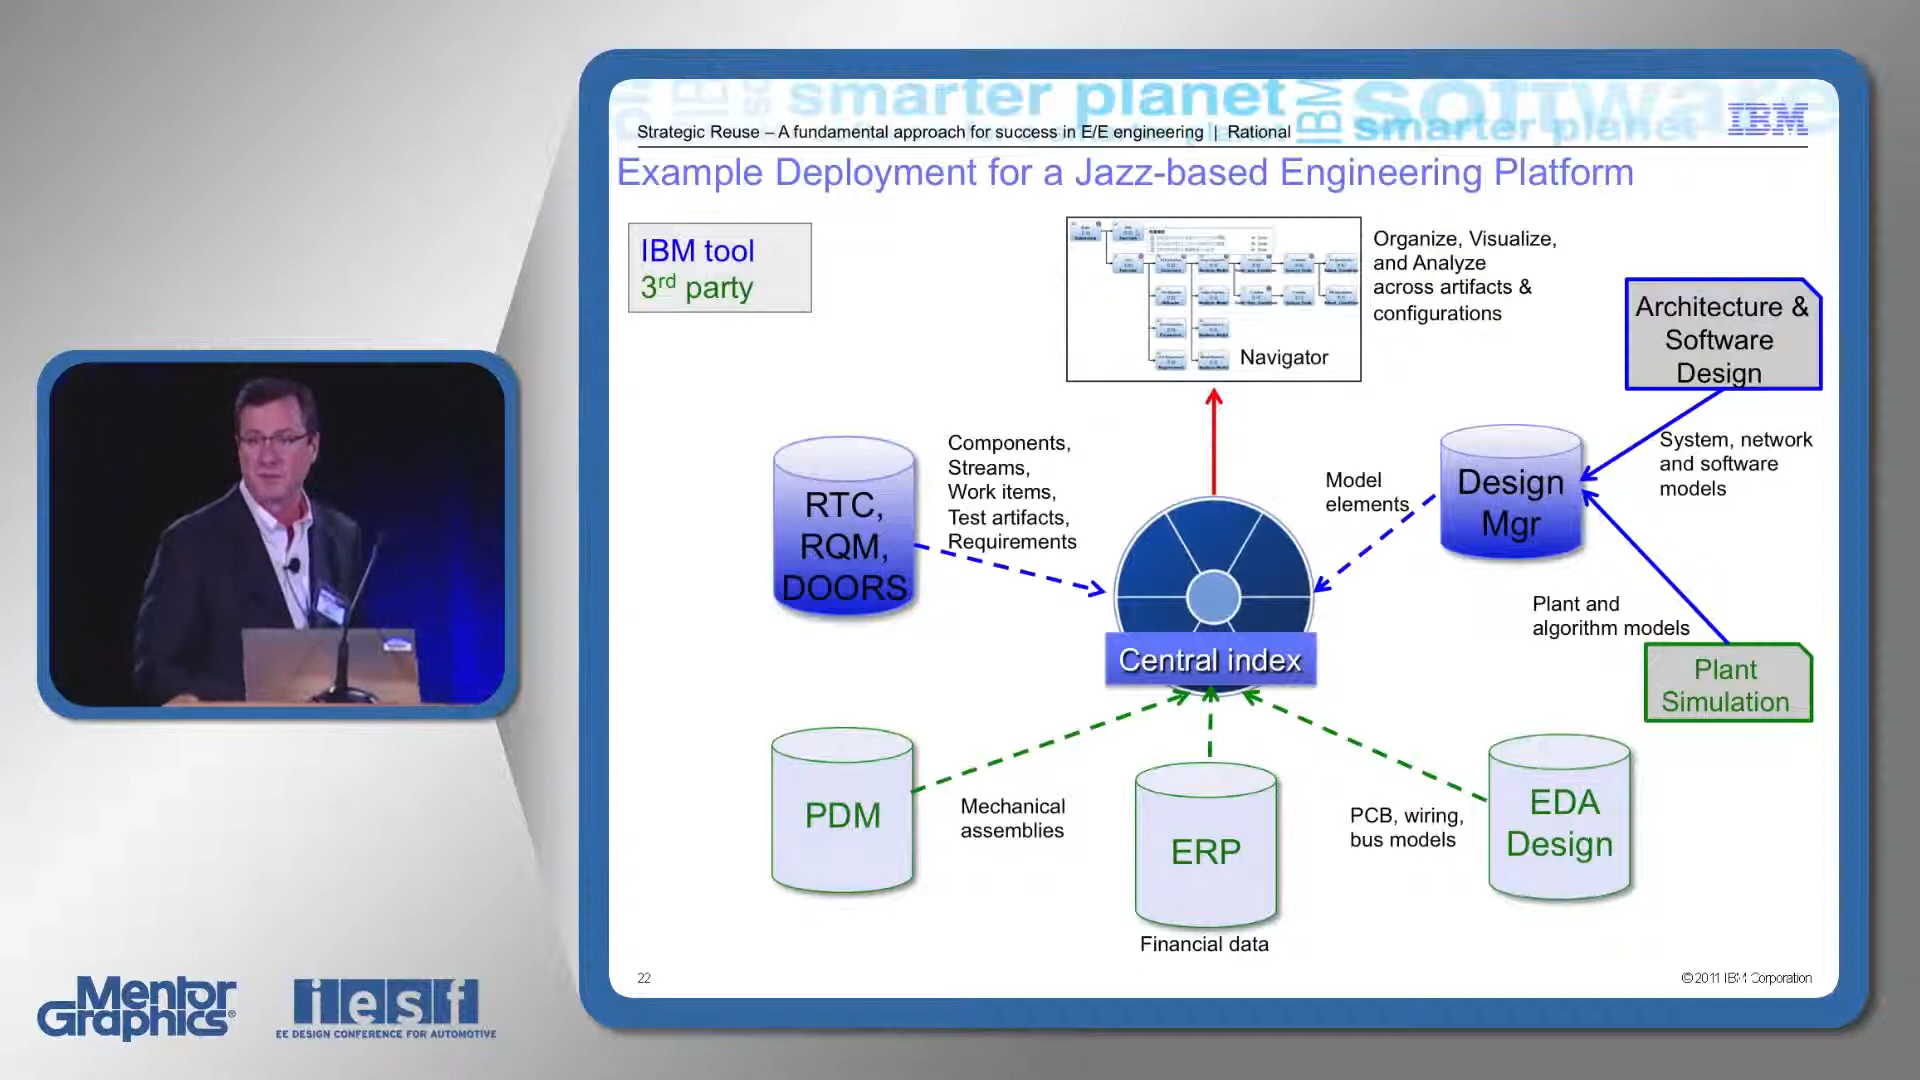 smarter planet
IBM
software
smarter planet
IBM
Strategic Reuse – A fundamental approach for success in E/E engineering | Rational
Example Deployment for a Jazz-based Engineering Platform
IBM tool
3rd party
Navigator
Organize, Visualize,
and Analyze
across artifacts &
configurations
Architecture &
Software
Design
RTC,
RQM,
DOORS
Components,
Streams,
Work items,
Test artifacts,
Requirements
Model
elements
Design
Mgr
System, network
and software
models
Central index
Plant and
algorithm models
Plant
Simulation
PDM
Mechanical
assemblies
ERP
Financial data
PCB, wiring,
bus models
EDA
Design
22
© 2011 IBM Corporation
Mentor
Graphics®
iesf
EE DESIGN CONFERENCE FOR AUTOMOTIVE